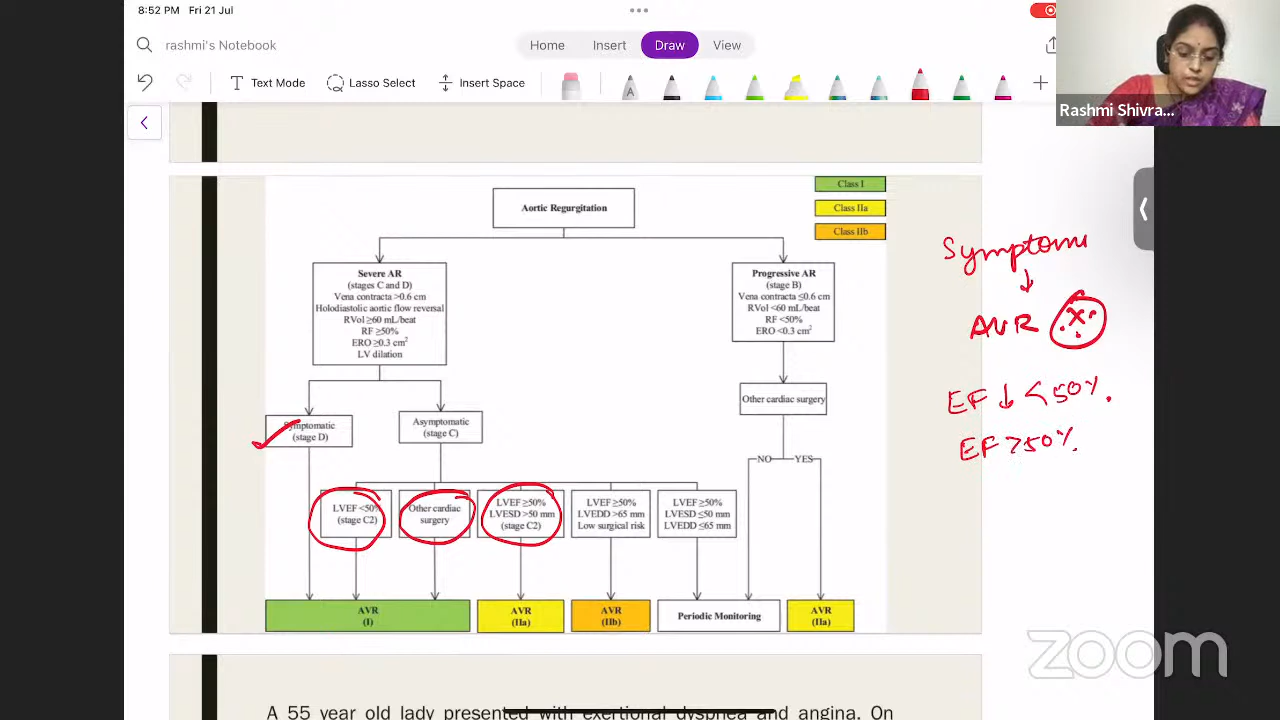 8:52 PM Fri 21 Jul
rashmi's Notebook
Home Insert Draw View
Text Mode Lasso Select Insert Space
A
Rashmi Shivra...
Class I
Class IIa
Class IIb
Aortic Regurgitation
Severe AR
(stages C and D)
Vena contracta >0.6 cm
Holodiastolic aortic flow reversal
RVol ≥60 mL/beat
RF ≥50%
ERO ≥0.3 cm²
LV dilation
Progressive AR
(stage B)
Vena contracta ≤0.6 cm
RVol <60 mL/beat
RF <50%
ERO <0.3 cm²
Symptomatic
(stage D)
Asymptomatic
(stage C)
Other cardiac surgery
NO YES
LVEF <50%
(stage C2)
Other cardiac
surgery
LVEF ≥50%
LVESD >50 mm
(stage C2)
LVEF ≥50%
LVEDD >65 mm
Low surgical risk
LVEF ≥50%
LVESD ≤50 mm
LVEDD ≤65 mm
AVR
(I)
AVR
(IIa)
AVR
(IIb)
Periodic Monitoring
AVR
(IIa)
Symptoms
↓
AVR
EF ↓ <50%.
EF >50%.
A 55 year old lady presented with exertional dyspnea and angina. On
zoom